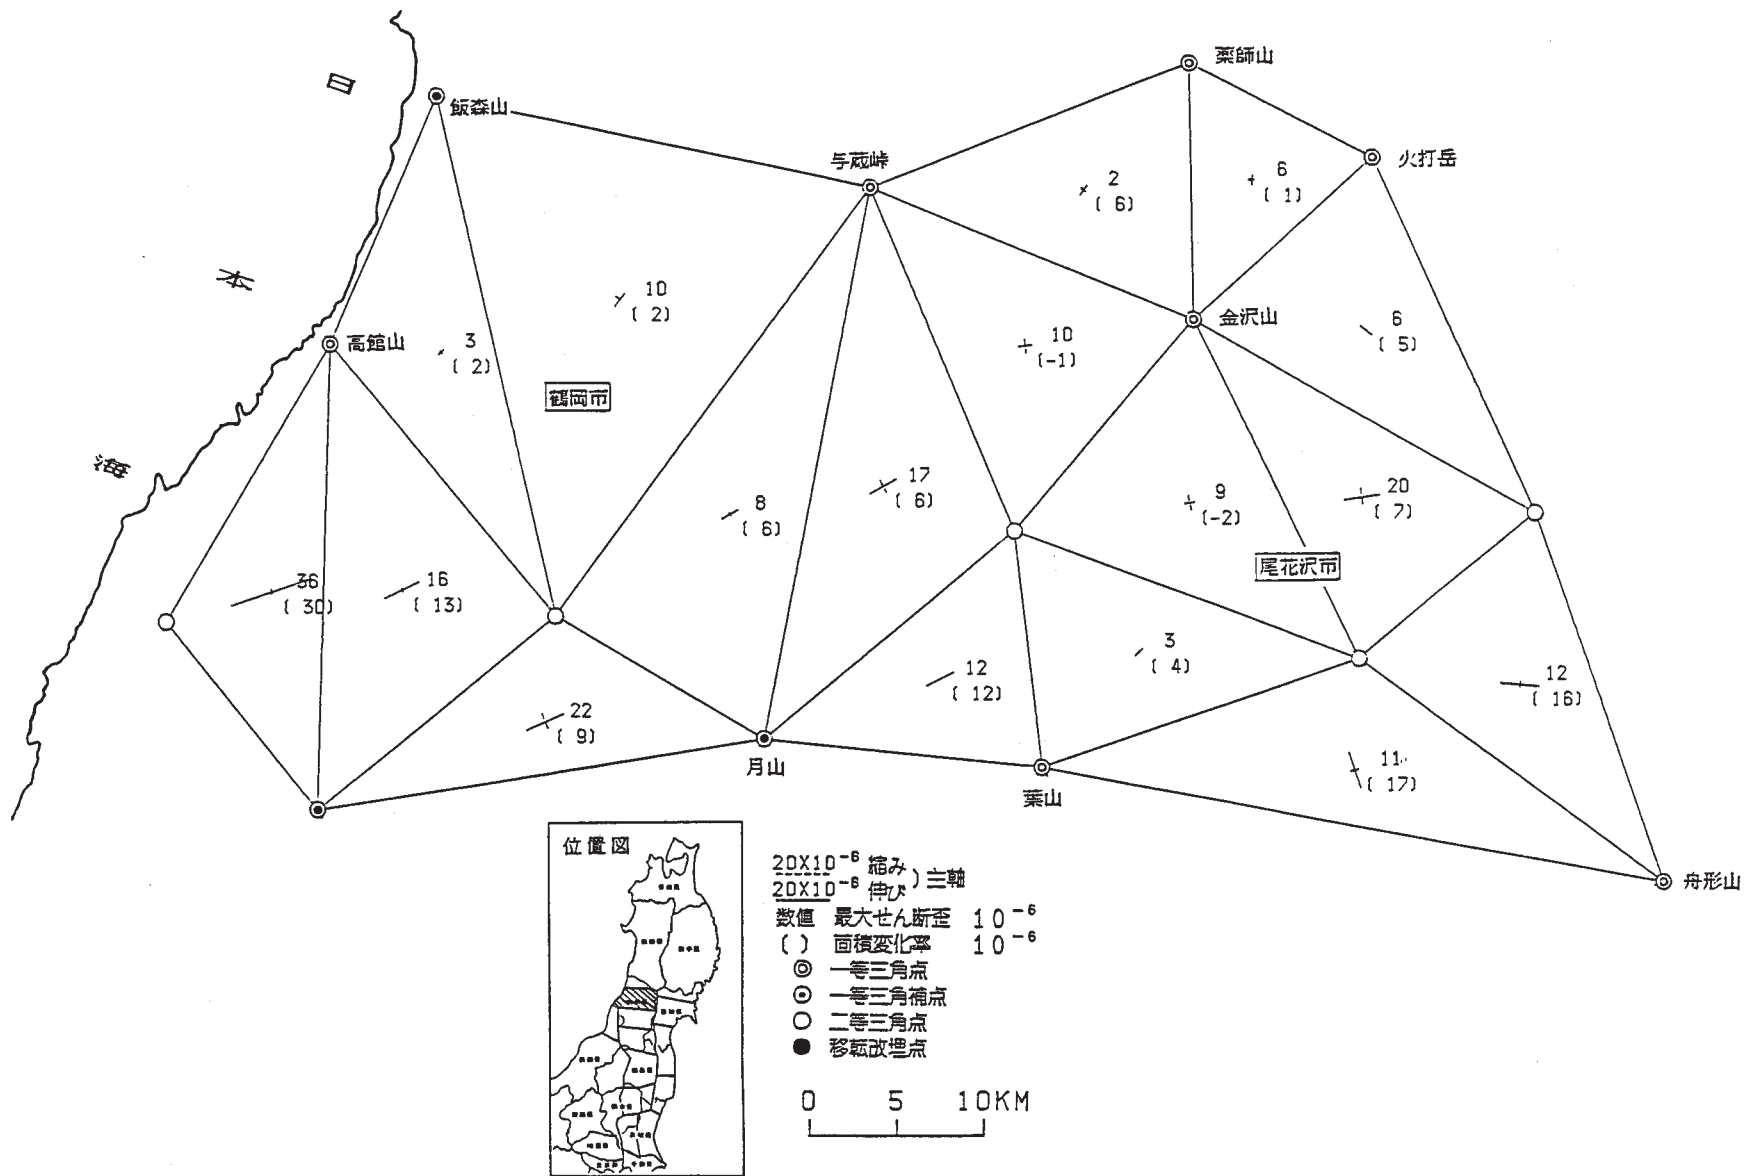 日
本
海
飯森山
薬師山
与蔵峠
火打岳
2
( 6)
6
( 1)
10
( 2)
金沢山
高館山
3
( 2)
10
(-1)
6
( 5)
鶴岡市
17
( 6)
8
( 6)
9
(-2)
20
( 7)
尾花沢市
36
( 30)
16
( 13)
12
( 12)
3
( 4)
12
( 16)
22
( 9)
月山
葉山
11
( 17)
舟形山
位置図
20X10⁻⁶ 縮み
20X10⁻⁶ 伸び ) 主軸
数値 最大せん断歪 10⁻⁶
( ) 面積変化率 10⁻⁶
一等三角点
一等三角補点
二等三角点
移転改埋点
0 5 10KM